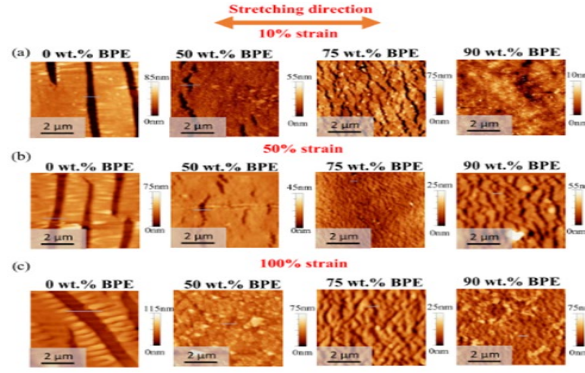 Stretching direction
10% strain
(a)
0 wt.% BPE 50 wt.% BPE 75 wt.% BPE 90 wt.% BPE
85nm 55nm 75nm 10nm
2 μm 0nm 2 μm 0nm 2 μm 0nm 2 μm 0nm
50% strain
(b)
0 wt.% BPE 50 wt.% BPE 75 wt.% BPE 90 wt.% BPE
75nm 45nm 25nm 55nm
2 μm 0nm 2 μm 0nm 2 μm 0nm 2 μm 0nm
100% strain
(c)
0 wt.% BPE 50 wt.% BPE 75 wt.% BPE 90 wt.% BPE
115nm 75nm 25nm 75nm
2 μm 0nm 2 μm 0nm 2 μm 0nm 2 μm 0nm